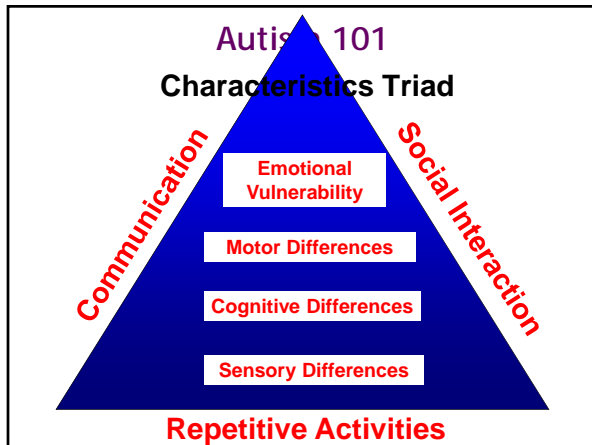 Autism 101
Characteristics Triad
Communication
Social Interaction
Emotional
Vulnerability
Motor Differences
Cognitive Differences
Sensory Differences
Repetitive Activities